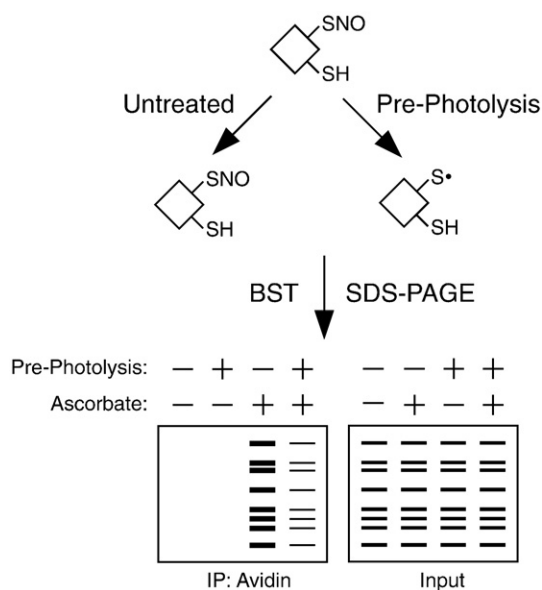 SNO
SH
Untreated Pre-Photolysis
SNO S•
SH SH
BST SDS-PAGE
Pre-Photolysis: — + — + — — + +
Ascorbate: — — + + — + — +
IP: Avidin Input